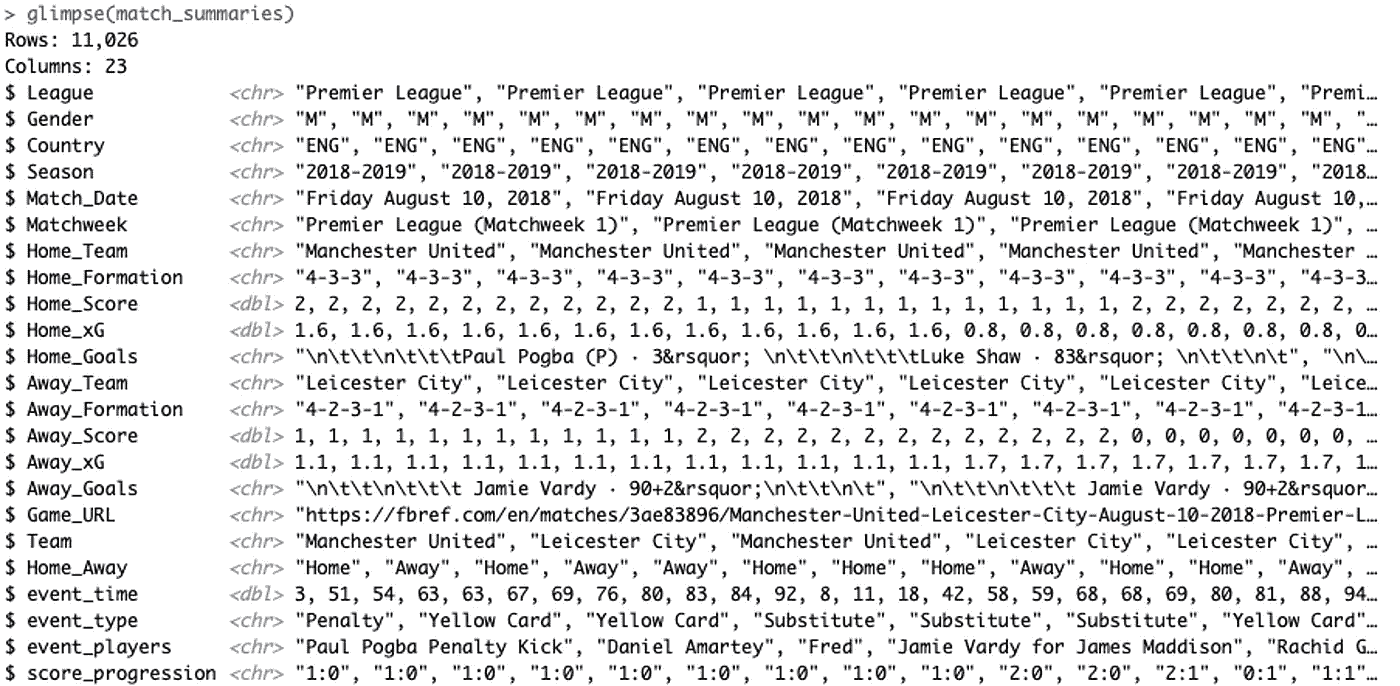 > glimpse(match_summaries)
Rows: 11,026
Columns: 23
$ League <chr> "Premier League", "Premier League", "Premier League", "Premier League", "Premier League", "Premi…
$ Gender <chr> "M", "M", "M", "M", "M", "M", "M", "M", "M", "M", "M", "M", "M", "M", "M", "M", "M", "M", "M", "…
$ Country <chr> "ENG", "ENG", "ENG", "ENG", "ENG", "ENG", "ENG", "ENG", "ENG", "ENG", "ENG", "ENG", "ENG", "ENG"…
$ Season <chr> "2018-2019", "2018-2019", "2018-2019", "2018-2019", "2018-2019", "2018-2019", "2018-2019", "2018…
$ Match_Date <chr> "Friday August 10, 2018", "Friday August 10, 2018", "Friday August 10, 2018", "Friday August 10,…
$ Matchweek <chr> "Premier League (Matchweek 1)", "Premier League (Matchweek 1)", "Premier League (Matchweek 1)", …
$ Home_Team <chr> "Manchester United", "Manchester United", "Manchester United", "Manchester United", "Manchester …
$ Home_Formation <chr> "4-3-3", "4-3-3", "4-3-3", "4-3-3", "4-3-3", "4-3-3", "4-3-3", "4-3-3", "4-3-3", "4-3-3", "4-3-3…
$ Home_Score <dbl> 2, 2, 2, 2, 2, 2, 2, 2, 2, 2, 2, 2, 1, 1, 1, 1, 1, 1, 1, 1, 1, 1, 1, 1, 1, 2, 2, 2, 2, 2, 2, 2, …
$ Home_xG <dbl> 1.6, 1.6, 1.6, 1.6, 1.6, 1.6, 1.6, 1.6, 1.6, 1.6, 1.6, 1.6, 0.8, 0.8, 0.8, 0.8, 0.8, 0.8, 0.8, 0…
$ Home_Goals <chr> "\n\t\t\n\t\t\tPaul Pogba (P) · 3&rsquor; \n\t\t\n\t\t\tLuke Shaw · 83&rsquor; \n\t\t\n\t", "\n\…
$ Away_Team <chr> "Leicester City", "Leicester City", "Leicester City", "Leicester City", "Leicester City", "Leice…
$ Away_Formation <chr> "4-2-3-1", "4-2-3-1", "4-2-3-1", "4-2-3-1", "4-2-3-1", "4-2-3-1", "4-2-3-1", "4-2-3-1", "4-2-3-1…
$ Away_Score <dbl> 1, 1, 1, 1, 1, 1, 1, 1, 1, 1, 1, 1, 2, 2, 2, 2, 2, 2, 2, 2, 2, 2, 2, 2, 2, 0, 0, 0, 0, 0, 0, 0, …
$ Away_xG <dbl> 1.1, 1.1, 1.1, 1.1, 1.1, 1.1, 1.1, 1.1, 1.1, 1.1, 1.1, 1.1, 1.7, 1.7, 1.7, 1.7, 1.7, 1.7, 1.7, 1…
$ Away_Goals <chr> "\n\t\t\n\t\t\t Jamie Vardy · 90+2&rsquor;\n\t\t\n\t", "\n\t\t\n\t\t\t Jamie Vardy · 90+2&rsquor…
$ Game_URL <chr> "https://fbref.com/en/matches/3ae83896/Manchester-United-Leicester-City-August-10-2018-Premier-L…
$ Team <chr> "Manchester United", "Leicester City", "Manchester United", "Leicester City", "Leicester City", …
$ Home_Away <chr> "Home", "Away", "Home", "Away", "Away", "Home", "Home", "Home", "Away", "Home", "Home", "Away", …
$ event_time <dbl> 3, 51, 54, 63, 63, 67, 69, 76, 80, 83, 84, 92, 8, 11, 18, 42, 58, 59, 68, 68, 69, 80, 81, 88, 94…
$ event_type <chr> "Penalty", "Yellow Card", "Yellow Card", "Substitute", "Substitute", "Substitute", "Yellow Card"…
$ event_players <chr> "Paul Pogba Penalty Kick", "Daniel Amartey", "Fred", "Jamie Vardy for James Maddison", "Rachid G…
$ score_progression <chr> "1:0", "1:0", "1:0", "1:0", "1:0", "1:0", "1:0", "1:0", "1:0", "2:0", "2:0", "2:1", "0:1", "1:1"…